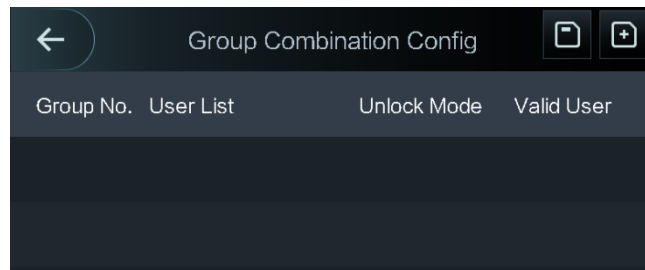 Group Combination Config
Group No. User List Unlock Mode Valid User